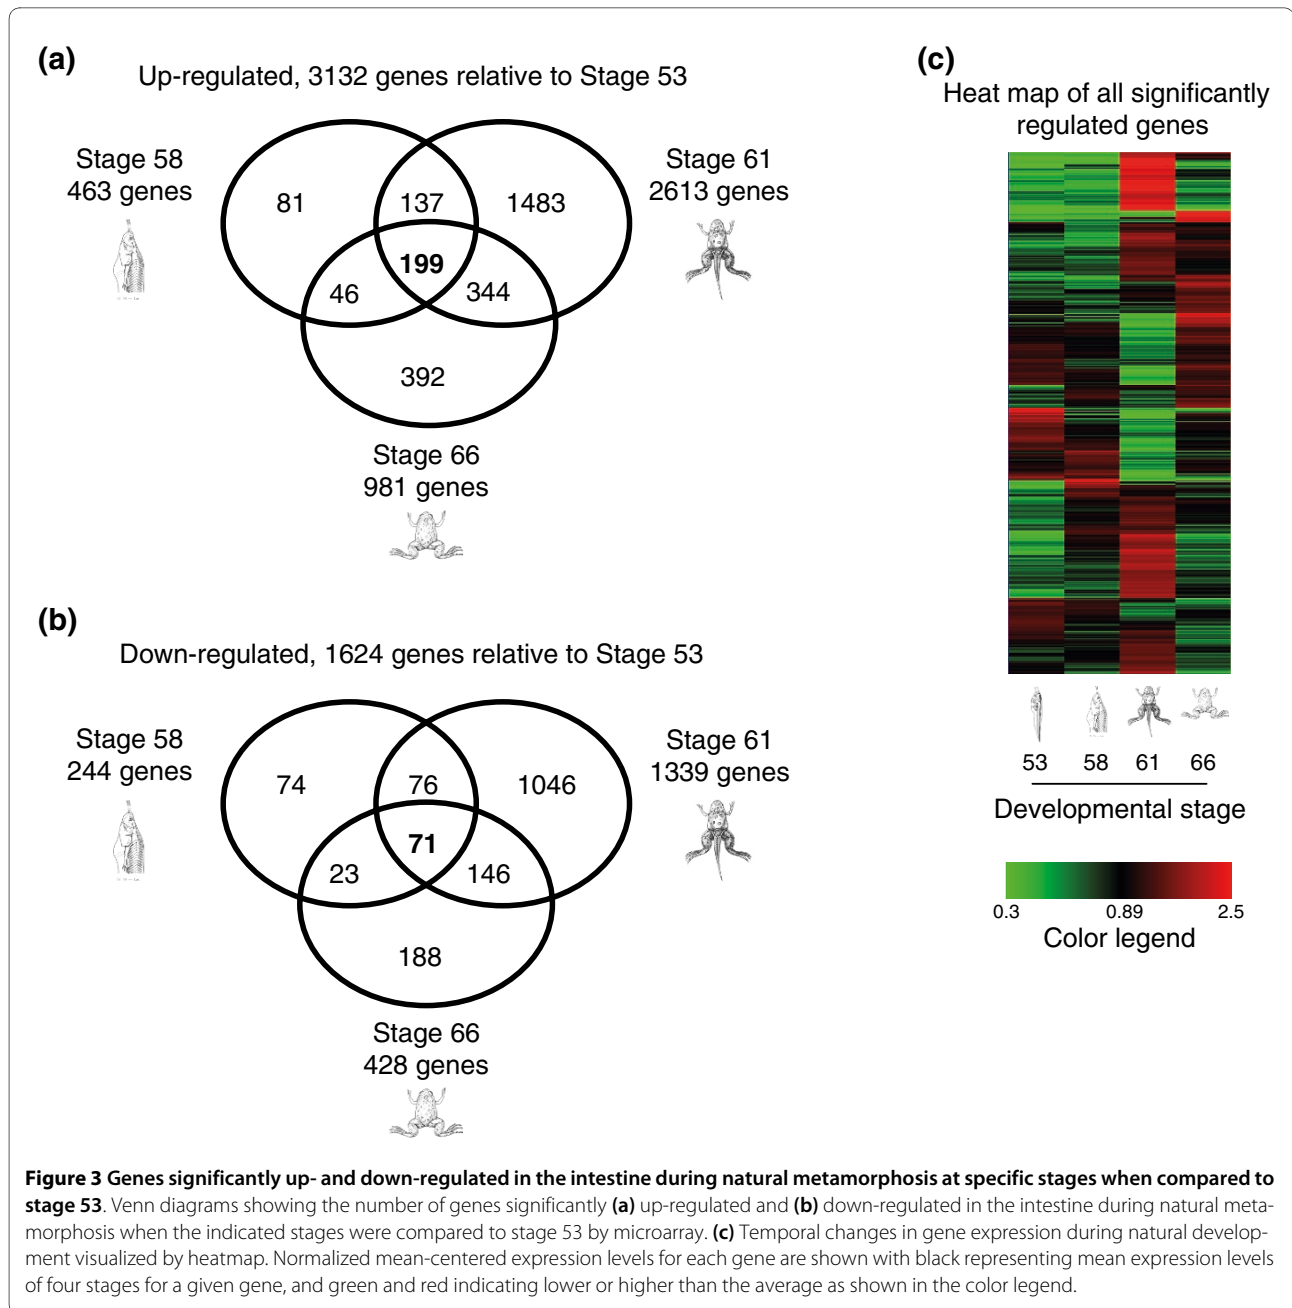 (a)
Up-regulated, 3132 genes relative to Stage 53
Stage 58
463 genes
Stage 61
2613 genes
81
137
1483
199
46
344
392
Stage 66
981 genes
(b)
Down-regulated, 1624 genes relative to Stage 53
Stage 58
244 genes
Stage 61
1339 genes
74
76
1046
71
23
146
188
Stage 66
428 genes
(c)
Heat map of all significantly
regulated genes
53 58 61 66
Developmental stage
0.3 0.89 2.5
Color legend
Figure 3 Genes significantly up- and down-regulated in the intestine during natural metamorphosis at specific stages when compared to
stage 53. Venn diagrams showing the number of genes significantly (a) up-regulated and (b) down-regulated in the intestine during natural meta-
morphosis when the indicated stages were compared to stage 53 by microarray. (c) Temporal changes in gene expression during natural develop-
ment visualized by heatmap. Normalized mean-centered expression levels for each gene are shown with black representing mean expression levels
of four stages for a given gene, and green and red indicating lower or higher than the average as shown in the color legend.